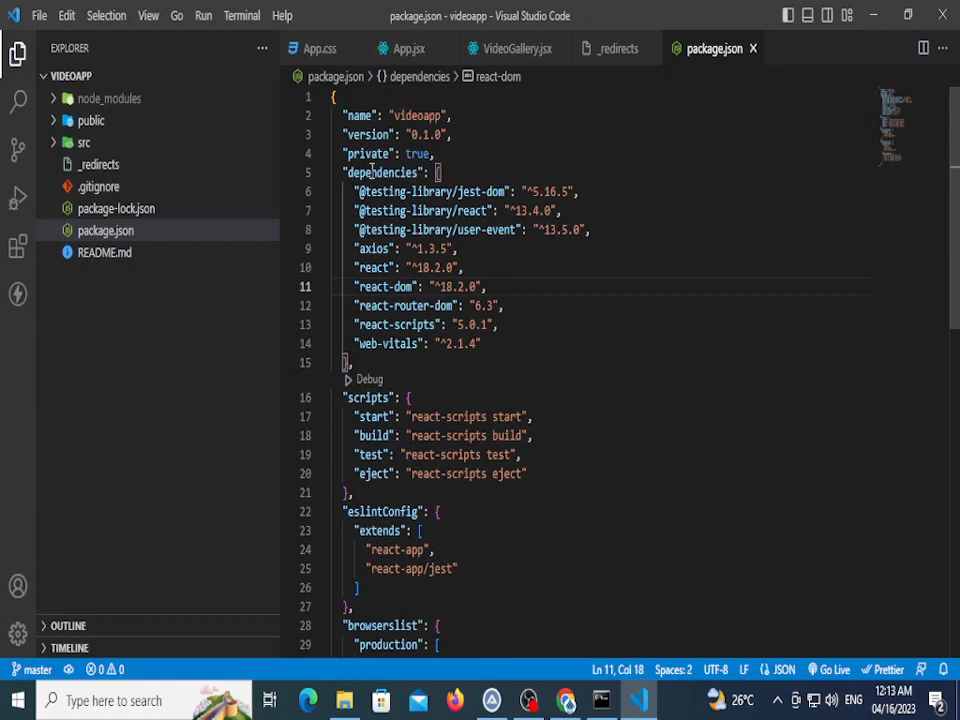 File Edit Selection View Go Run Terminal Help
package.json - videoapp - Visual Studio Code
EXPLORER
App.css
App.jsx
VideoGallery.jsx
_redirects
package.json
VIDEOAPP
package.json > {} dependencies > react-dom
node_modules
public
src
_redirects
.gitignore
package-lock.json
package.json
README.md
1 {
2 "name": "videoapp",
3 "version": "0.1.0",
4 "private": true,
5 "dependencies": {
6 "@testing-library/jest-dom": "^5.16.5",
7 "@testing-library/react": "^13.4.0",
8 "@testing-library/user-event": "^13.5.0",
9 "axios": "^1.3.5",
10 "react": "^18.2.0",
11 "react-dom": "^18.2.0",
12 "react-router-dom": "6.3",
13 "react-scripts": "5.0.1",
14 "web-vitals": "^2.1.4"
15 },
Debug
16 "scripts": {
17 "start": "react-scripts start",
18 "build": "react-scripts build",
19 "test": "react-scripts test",
20 "eject": "react-scripts eject"
21 },
22 "eslintConfig": {
23 "extends": [
24 "react-app",
25 "react-app/jest"
26 ]
27 },
28 "browserslist": {
29 "production": [
OUTLINE
TIMELINE
master
0 0
Ln 11, Col 18
Spaces: 2
UTF-8
LF
{} JSON
Go Live
Prettier
Type here to search
26°C
ENG
12:13 AM
04/16/2023
2